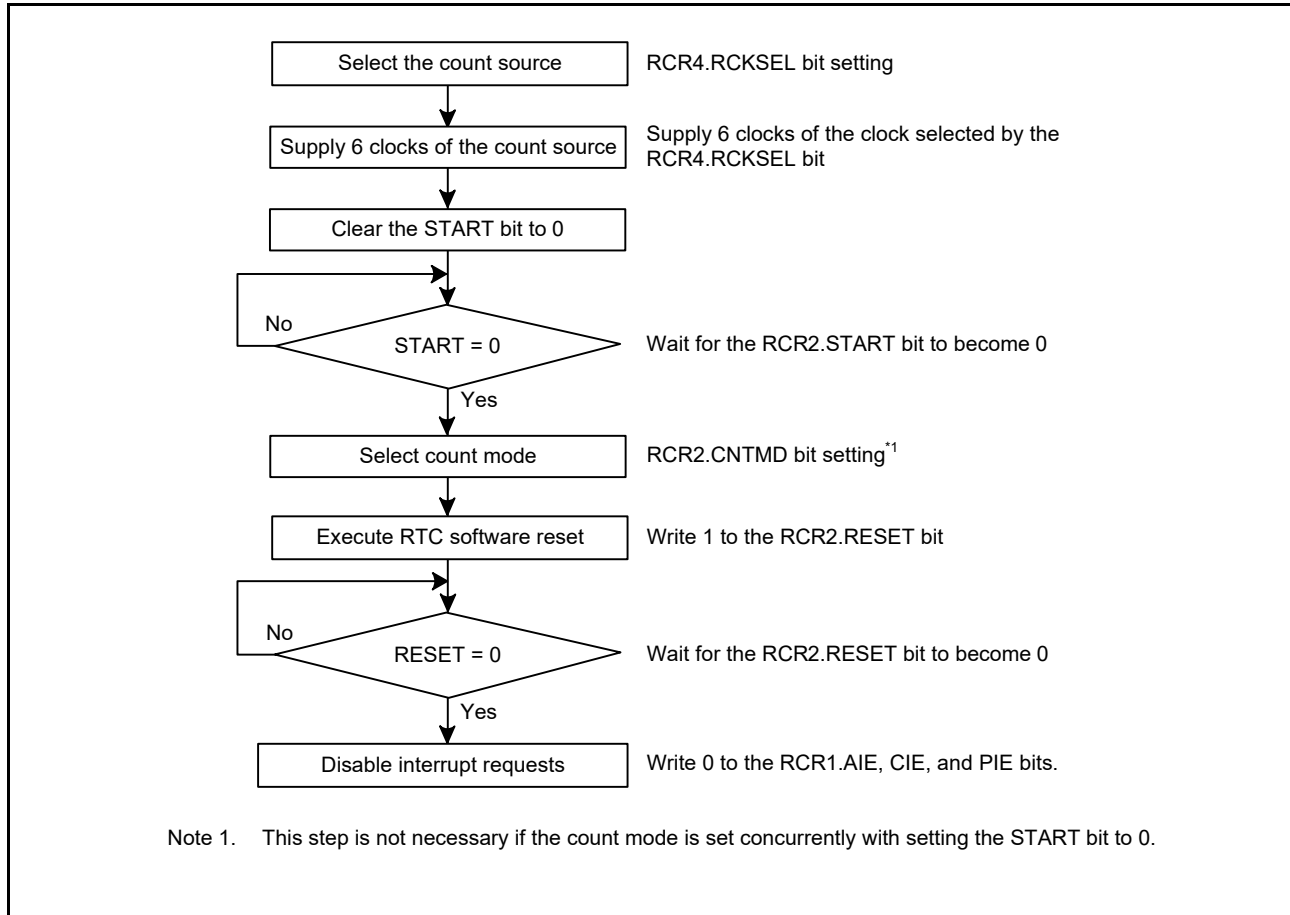 Select the count source
RCR4.RCKSEL bit setting
Supply 6 clocks of the count source
Supply 6 clocks of the clock selected by the
RCR4.RCKSEL bit
Clear the START bit to 0
No
START = 0
Wait for the RCR2.START bit to become 0
Yes
Select count mode
RCR2.CNTMD bit setting*1
Execute RTC software reset
Write 1 to the RCR2.RESET bit
No
RESET = 0
Wait for the RCR2.RESET bit to become 0
Yes
Disable interrupt requests
Write 0 to the RCR1.AIE, CIE, and PIE bits.
Note 1. This step is not necessary if the count mode is set concurrently with setting the START bit to 0.